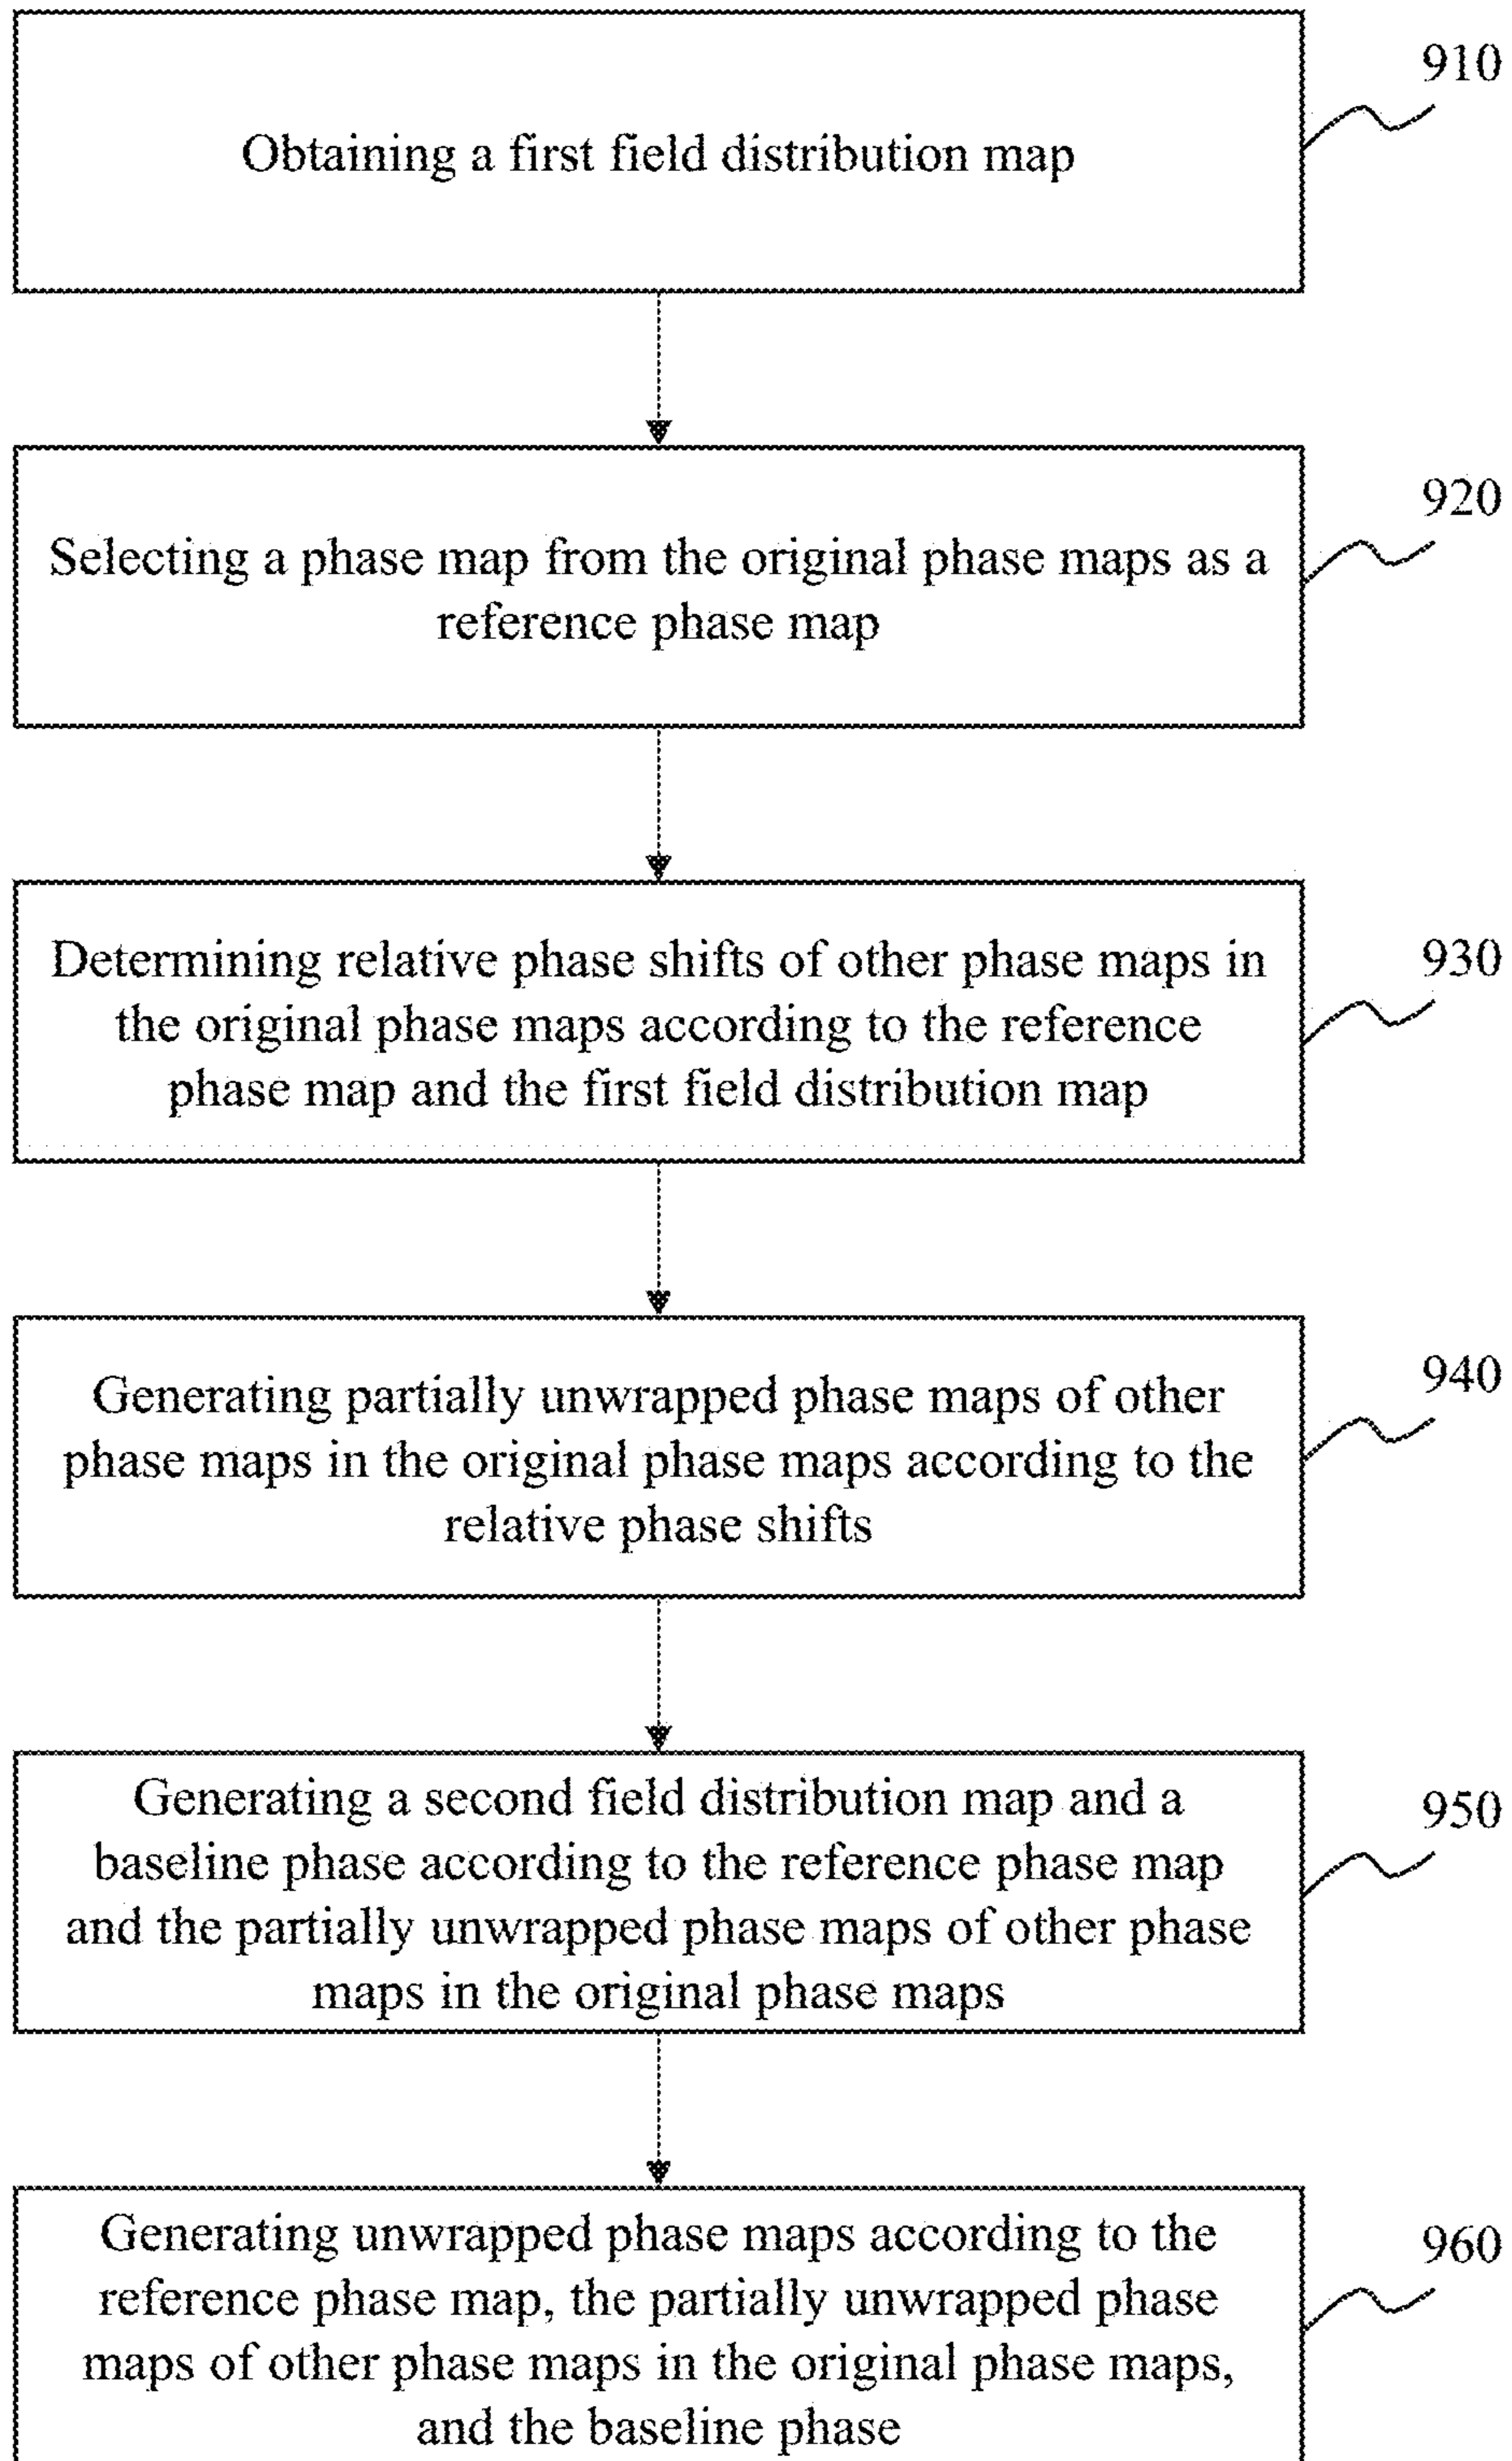 910
Obtaining a first field distribution map
920
Selecting a phase map from the original phase maps as a
reference phase map
930
Determining relative phase shifts of other phase maps in
the original phase maps according to the reference
phase map and the first field distribution map
940
Generating partially unwrapped phase maps of other
phase maps in the original phase maps according to the
relative phase shifts
950
Generating a second field distribution map and a
baseline phase according to the reference phase map
and the partially unwrapped phase maps of other phase
maps in the original phase maps
960
Generating unwrapped phase maps according to the
reference phase map, the partially unwrapped phase
maps of other phase maps in the original phase maps,
and the baseline phase